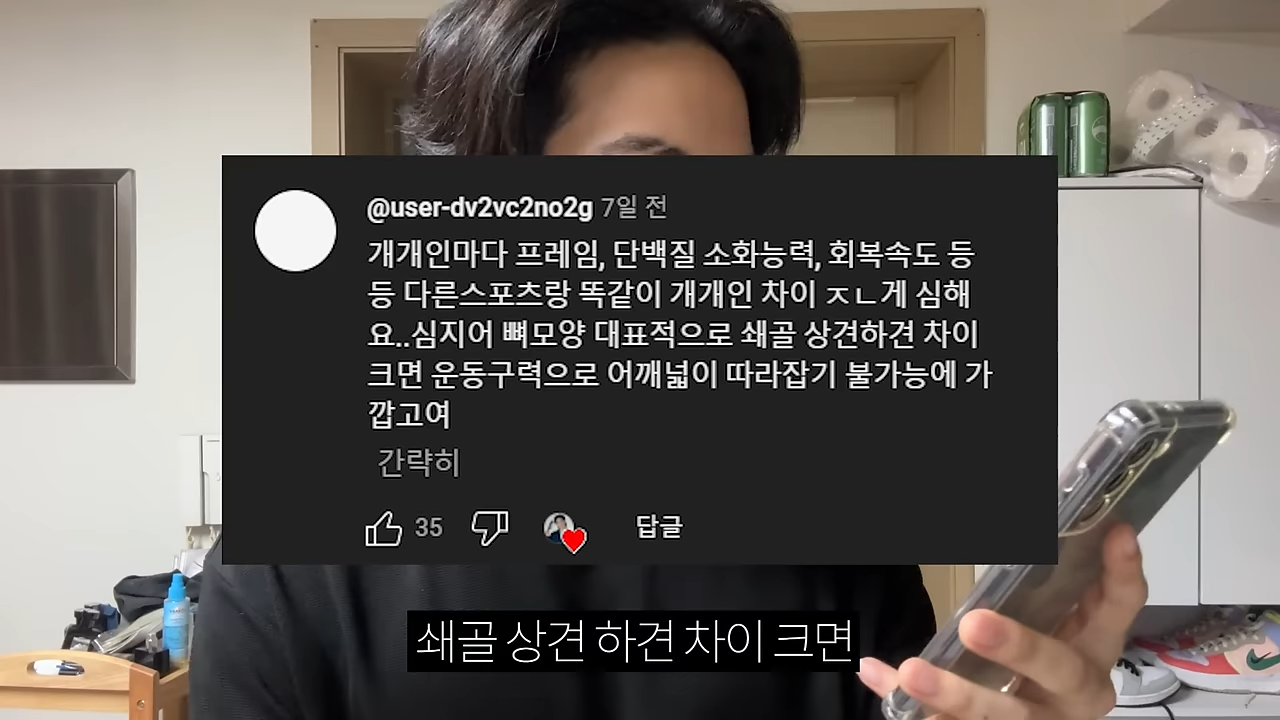 @user-dv2vc2no2g 7일 전
개개인마다 프레임, 단백질 소화능력, 회복속도 등
등 다른스포츠랑 똑같이 개개인 차이 ㅈㄴ게 심해
요..심지어 뼈모양 대표적으로 쇄골 상견하견 차이
크면 운동구력으로 어깨넓이 따라잡기 불가능에 가
깝고여
간략히
35
답글
쇄골 상견 하견 차이 크면